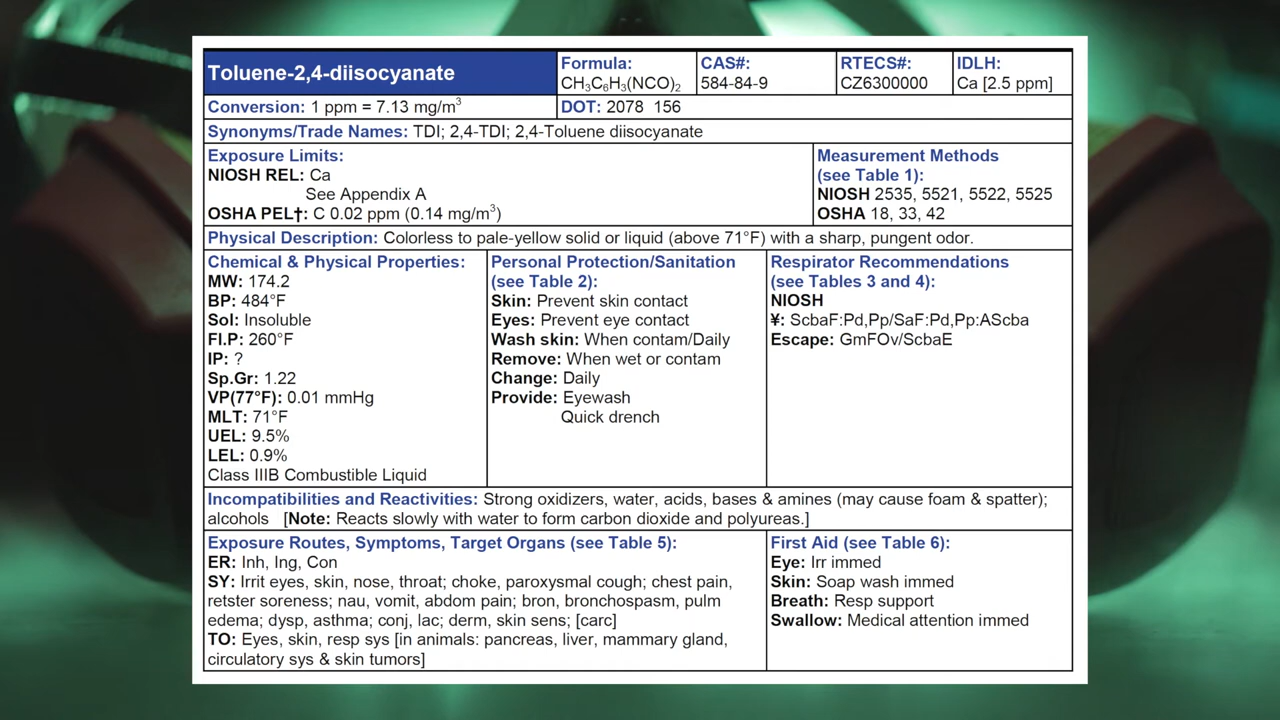 Toluene-2,4-diisocyanate
Formula:
CH₃C₆H₃(NCO)₂
CAS#:
584-84-9
RTECS#:
CZ6300000
IDLH:
Ca [2.5 ppm]
Conversion: 1 ppm = 7.13 mg/m³
DOT: 2078 156
Synonyms/Trade Names: TDI; 2,4-TDI; 2,4-Toluene diisocyanate
Exposure Limits:
NIOSH REL: Ca
See Appendix A
OSHA PEL†: C 0.02 ppm (0.14 mg/m³)
Measurement Methods
(see Table 1):
NIOSH 2535, 5521, 5522, 5525
OSHA 18, 33, 42
Physical Description: Colorless to pale-yellow solid or liquid (above 71°F) with a sharp, pungent odor.
Chemical & Physical Properties:
MW: 174.2
BP: 484°F
Sol: Insoluble
Fl.P: 260°F
IP: ?
Sp.Gr: 1.22
VP(77°F): 0.01 mmHg
MLT: 71°F
UEL: 9.5%
LEL: 0.9%
Class IIIB Combustible Liquid
Personal Protection/Sanitation
(see Table 2):
Skin: Prevent skin contact
Eyes: Prevent eye contact
Wash skin: When contam/Daily
Remove: When wet or contam
Change: Daily
Provide: Eyewash
Quick drench
Respirator Recommendations
(see Tables 3 and 4):
NIOSH
¥: ScbaF:Pd,Pp/SaF:Pd,Pp:AScba
Escape: GmFOv/ScbaE
Incompatibilities and Reactivities: Strong oxidizers, water, acids, bases & amines (may cause foam & spatter);
alcohols [Note: Reacts slowly with water to form carbon dioxide and polyureas.]
Exposure Routes, Symptoms, Target Organs (see Table 5):
ER: Inh, Ing, Con
SY: Irrit eyes, skin, nose, throat; choke, paroxysmal cough; chest pain,
retster soreness; nau, vomit, abdom pain; bron, bronchospasm, pulm
edema; dysp, asthma; conj, lac; derm, skin sens; [carc]
TO: Eyes, skin, resp sys [in animals: pancreas, liver, mammary gland,
circulatory sys & skin tumors]
First Aid (see Table 6):
Eye: Irr immed
Skin: Soap wash immed
Breath: Resp support
Swallow: Medical attention immed